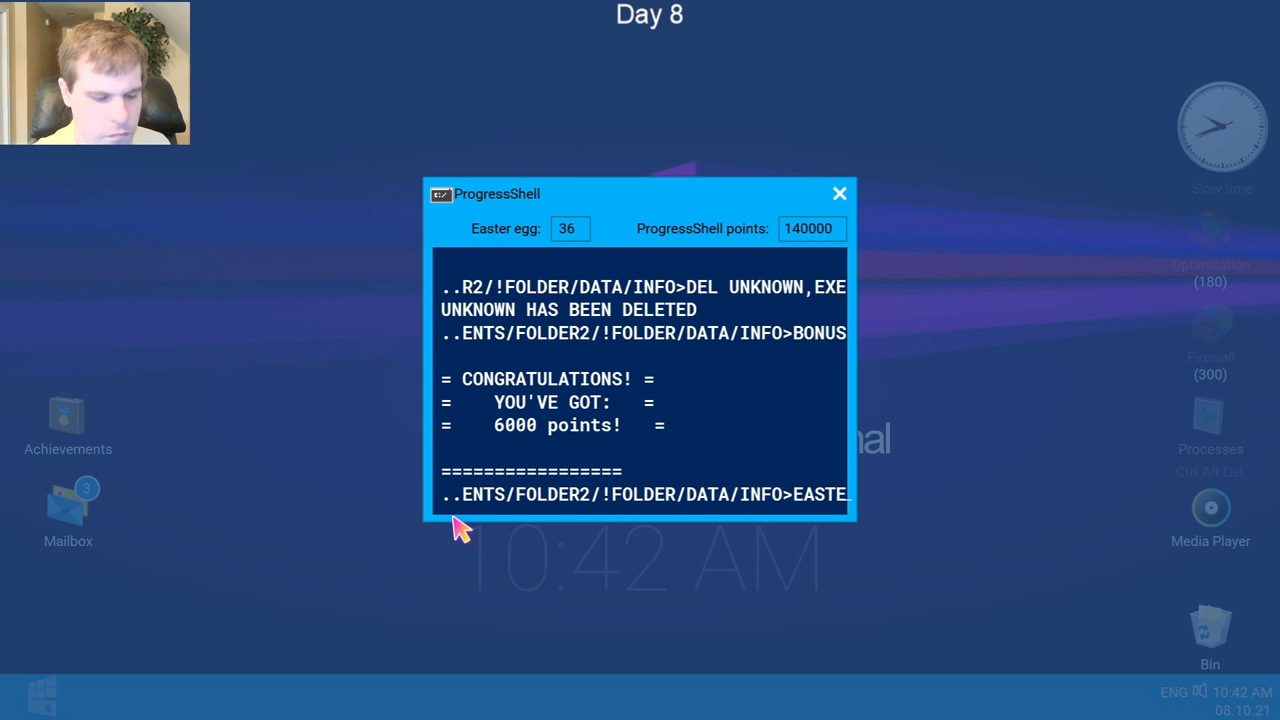 Day 8
ProgressShell
Easter egg: 36 ProgressShell points: 140000
..R2/!FOLDER/DATA/INFO>DEL UNKNOWN,EXE
UNKNOWN HAS BEEN DELETED
..ENTS/FOLDER2/!FOLDER/DATA/INFO>BONUS
= CONGRATULATIONS! =
= YOU'VE GOT: =
= 6000 points! =
=================
..ENTS/FOLDER2/!FOLDER/DATA/INFO>EASTE_
10:42 AM
Achievements
3
Mailbox
Slow time
Optimization
(180)
Firewall
(300)
Processes
Ctrl Alt Del
Media Player
Bin
ENG 10:42 AM
08.10.21